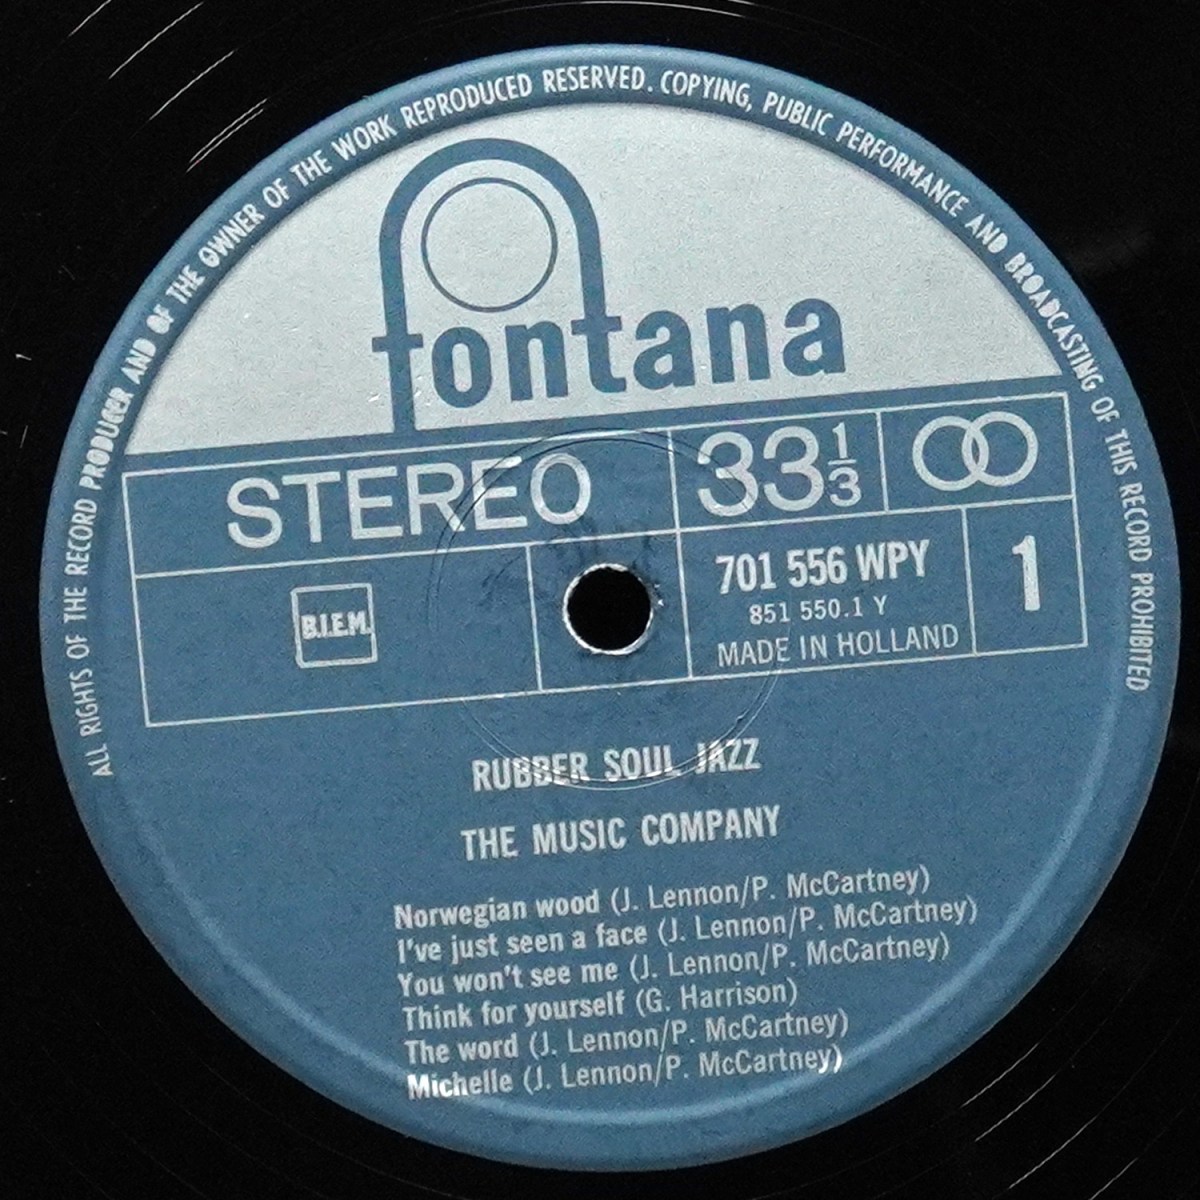 ALL RIGHTS OF THE RECORD PRODUCER AND OF THE OWNER OF THE WORK REPRODUCED RESERVED. COPYING, PUBLIC PERFORMANCE AND BROADCASTING OF THIS RECORD PROHIBITED
fontana
STEREO
33 1/3
B.I.E.M.
701 556 WPY
851 550.1 Y
MADE IN HOLLAND
1
RUBBER SOUL JAZZ
THE MUSIC COMPANY
Norwegian wood (J. Lennon/P. McCartney)
I've just seen a face (J. Lennon/P. McCartney)
You won't see me (J. Lennon/P. McCartney)
Think for yourself (G. Harrison)
The word (J. Lennon/P. McCartney)
Michelle (J. Lennon/P. McCartney)